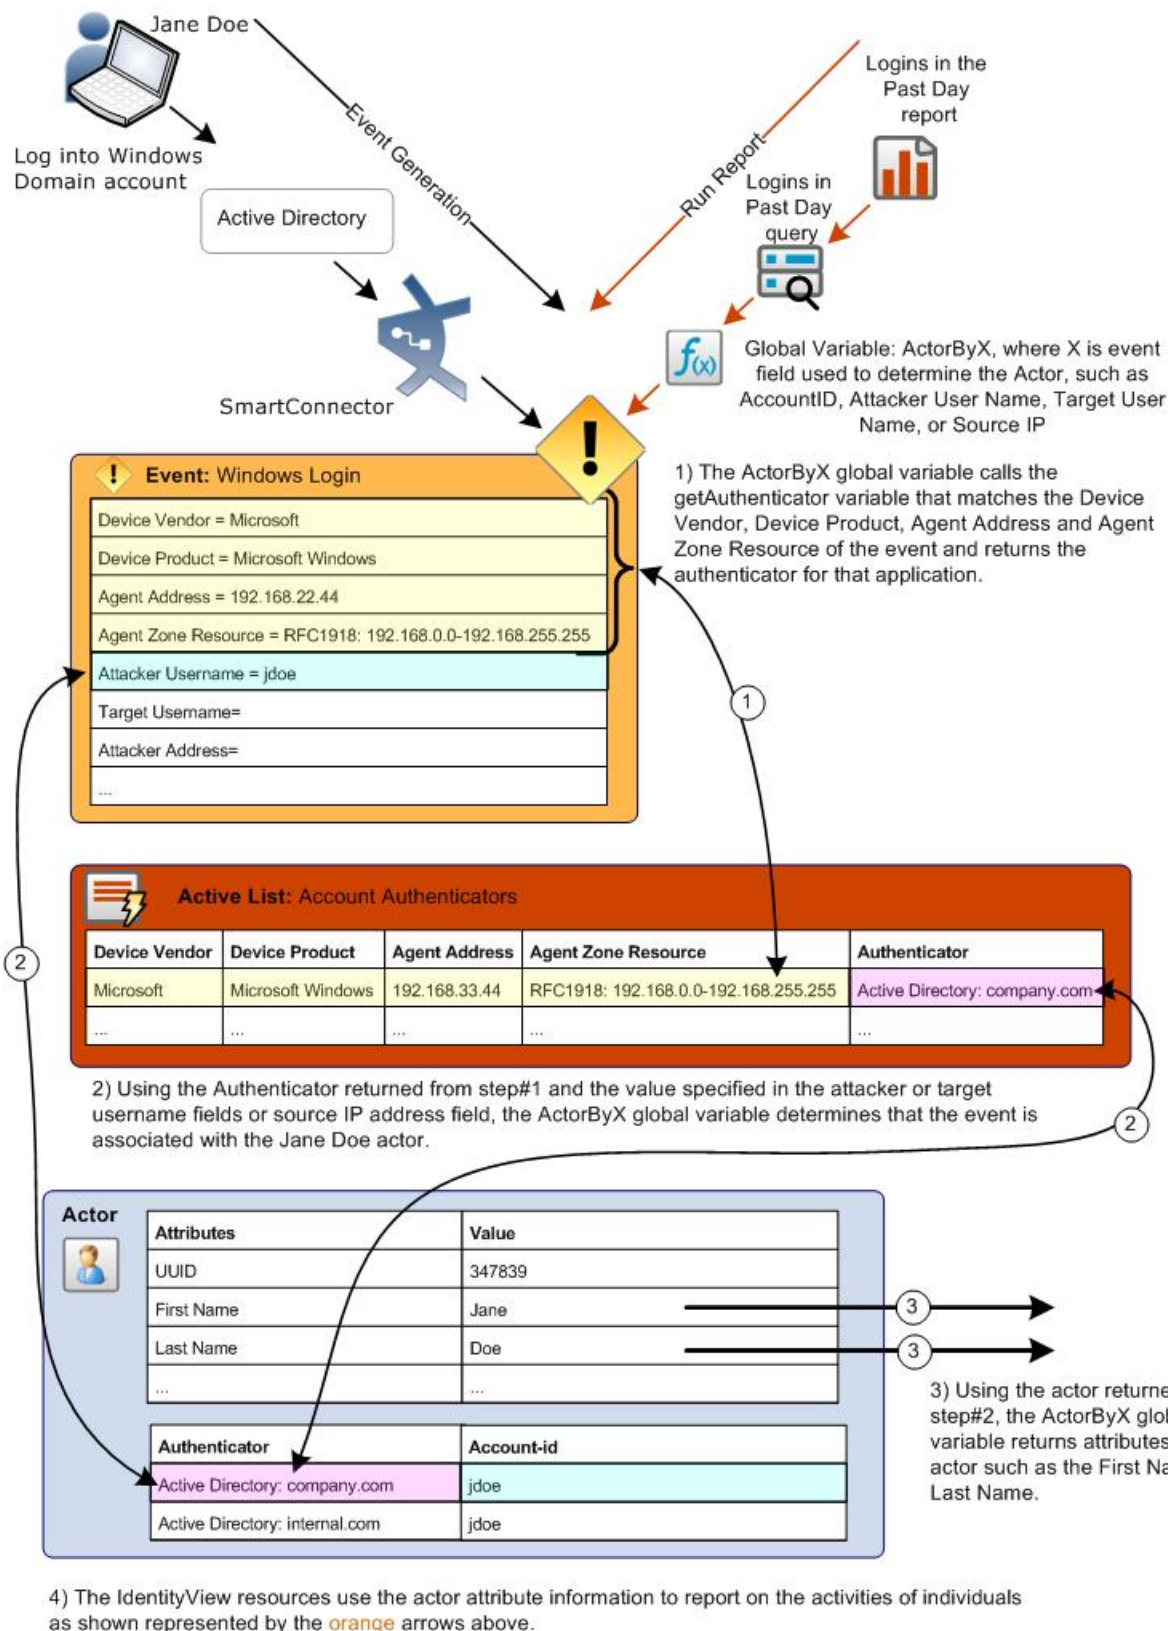 Jane Doe
Log into Windows
Domain account
Event Generation
Run Report
Logins in the
Past Day
report
Logins in
Past Day
query
Active Directory
SmartConnector
f(x)
Global Variable: ActorByX, where X is event
field used to determine the Actor, such as
AccountID, Attacker User Name, Target User
Name, or Source IP
!
! Event: Windows Login
Device Vendor = Microsoft
Device Product = Microsoft Windows
Agent Address = 192.168.22.44
Agent Zone Resource = RFC1918: 192.168.0.0-192.168.255.255
Attacker Username = jdoe
Target Username=
Attacker Address=
...
1) The ActorByX global variable calls the
getAuthenticator variable that matches the Device
Vendor, Device Product, Agent Address and Agent
Zone Resource of the event and returns the
authenticator for that application.
1
2
Active List: Account Authenticators
Device Vendor Device Product Agent Address Agent Zone Resource Authenticator
Microsoft Microsoft Windows 192.168.33.44 RFC1918: 192.168.0.0-192.168.255.255 Active Directory: company.com
... ... ... ... ...
2) Using the Authenticator returned from step#1 and the value specified in the attacker or target
username fields or source IP address field, the ActorByX global variable determines that the event is
associated with the Jane Doe actor.
2
Actor
Attributes Value
UUID 347839
First Name Jane
3
Last Name Doe
3
... ...
Authenticator Account-id
Active Directory: company.com jdoe
Active Directory: internal.com jdoe
3) Using the actor returne
step#2, the ActorByX glo
variable returns attributes
actor such as the First Na
Last Name.
4) The IdentityView resources use the actor attribute information to report on the activities of individuals
as shown represented by the orange arrows above.